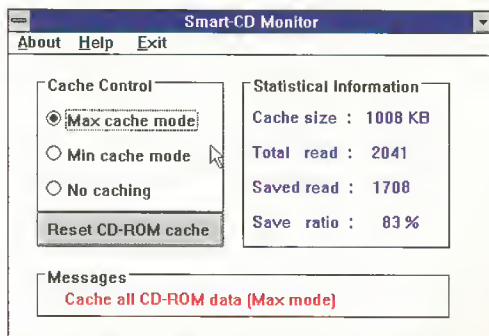 Smart-CD Monitor
About Help Exit
Cache Control
Max cache mode
Min cache mode
No caching
Reset CD-ROM cache
Statistical Information
Cache size : 1008 KB
Total read : 2041
Saved read : 1708
Save ratio : 83%
Messages
Cache all CD-ROM data (Max mode)